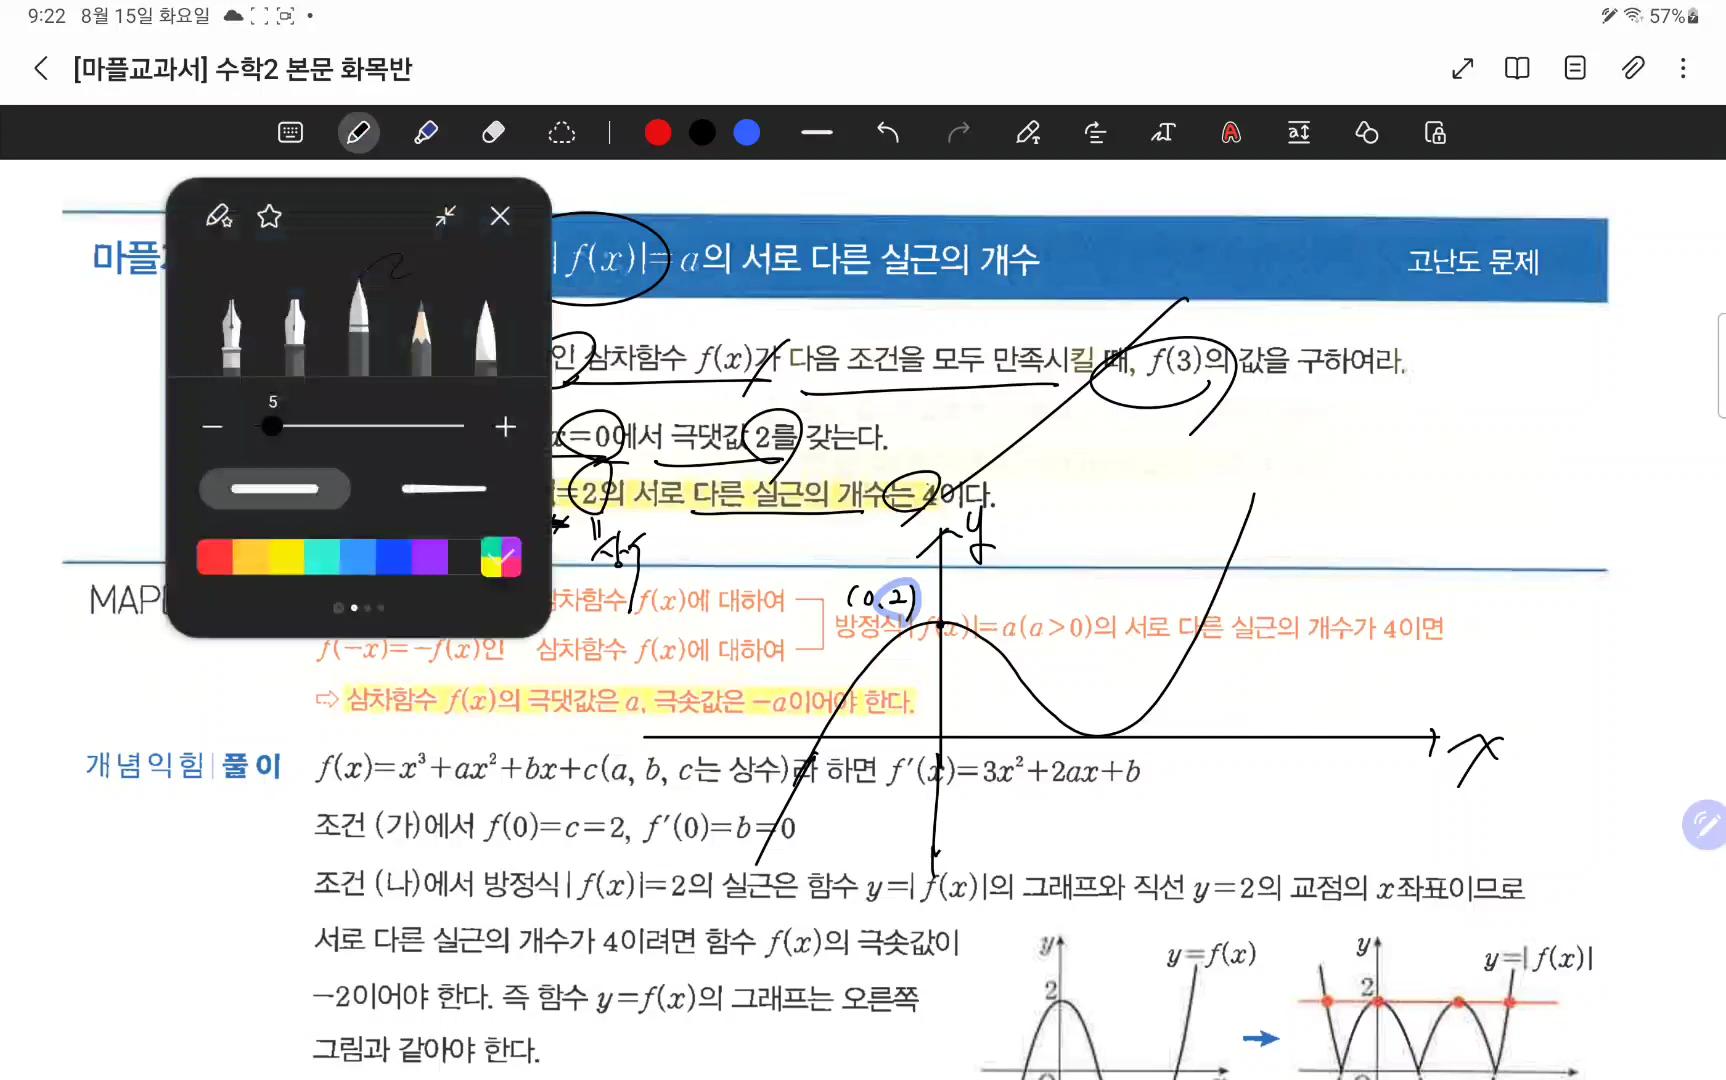 9:22 8월 15일 화요일
57%
[마플교과서] 수학2 본문 화목반
마플
|f(x)|=a의 서로 다른 실근의 개수
고난도 문제
인 삼차함수 f(x)가 다음 조건을 모두 만족시킬 때, f(3)의 값을 구하여라.
x=0에서 극댓값 2를 갖는다.
|=2의 서로 다른 실근의 개수는 4이다.
y
(0,2)
5
MAPL
삼차함수 f(x)에 대하여
f(−x)=−f(x)인 삼차함수 f(x)에 대하여
방정식|f(x)|=a(a>0)의 서로 다른 실근의 개수가 4이면
⇨ 삼차함수 f(x)의 극댓값은 a, 극솟값은 −a이어야 한다.
x
개념익힘|풀이 f(x)=x³+ax²+bx+c(a, b, c는 상수)라 하면 f′(x)=3x²+2ax+b
조건 (가)에서 f(0)=c=2, f′(0)=b=0
조건 (나)에서 방정식|f(x)|=2의 실근은 함수 y=|f(x)|의 그래프와 직선 y=2의 교점의 x좌표이므로
서로 다른 실근의 개수가 4이려면 함수 f(x)의 극솟값이
−2이어야 한다. 즉 함수 y=f(x)의 그래프는 오른쪽
그림과 같아야 한다.
y y=f(x)
2
y y=|f(x)|
2